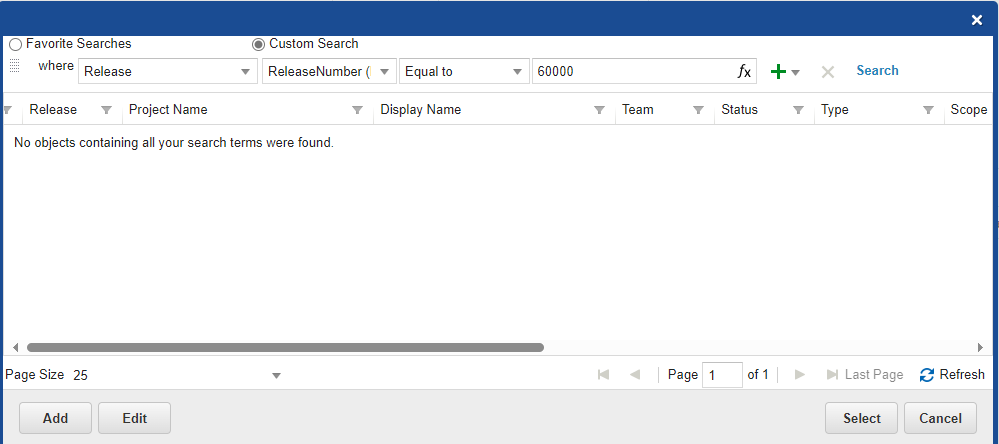 Favorite Searches Custom Search
where Release ReleaseNumber ( Equal to 60000 fx Search
Release Project Name Display Name Team Status Type Scope
No objects containing all your search terms were found.
Page Size 25 Page 1 of 1 Last Page Refresh
Add Edit Select Cancel